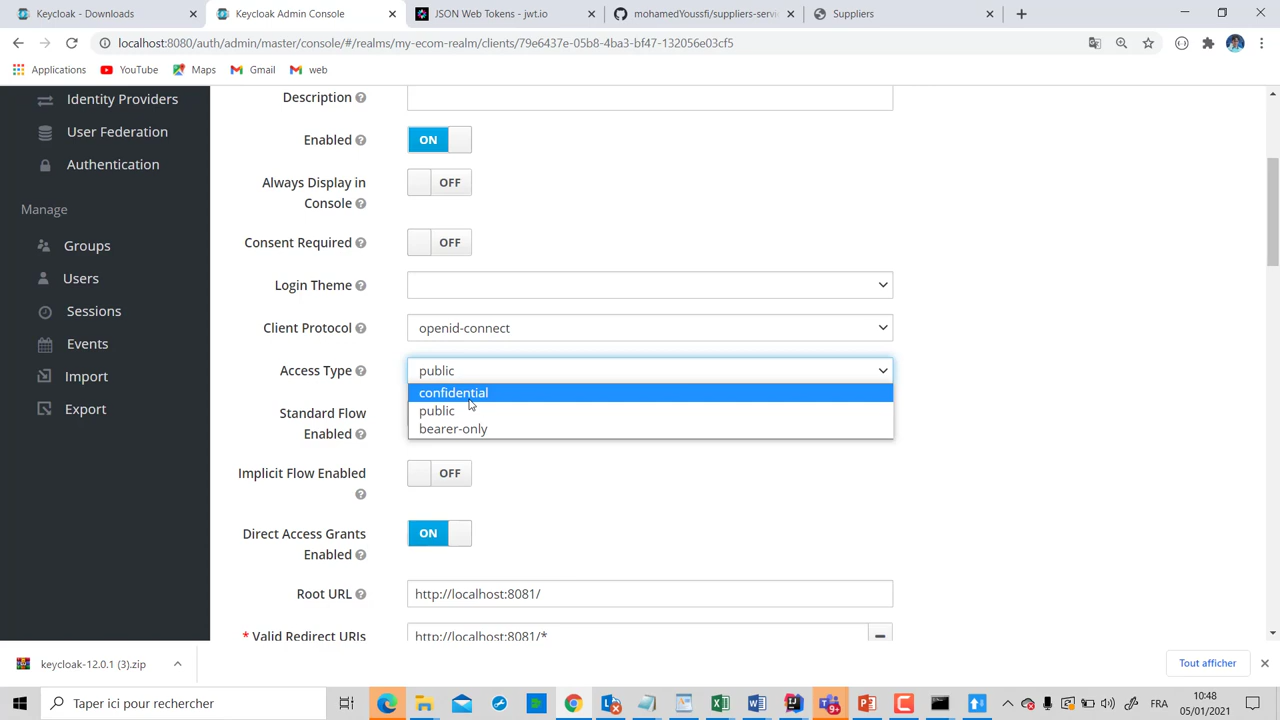 Keycloak - Downloads
Keycloak Admin Console
JSON Web Tokens - jwt.io
mohamedYoussfi/suppliers-servi
Suppliers
localhost:8080/auth/admin/master/console/#/realms/my-ecom-realm/clients/79e6437e-05b8-4ba3-bf47-132056e03cf5
Applications
YouTube
Maps
Gmail
web
Identity Providers
User Federation
Authentication
Manage
Groups
Users
Sessions
Events
Import
Export
Description
Enabled
ON
Always Display in
Console
OFF
Consent Required
OFF
Login Theme
Client Protocol
openid-connect
Access Type
public
confidential
public
bearer-only
Standard Flow
Enabled
Implicit Flow Enabled
OFF
Direct Access Grants
Enabled
ON
Root URL
http://localhost:8081/
* Valid Redirect URIs
http://localhost:8081/*
keycloak-12.0.1 (3).zip
Tout afficher
Taper ici pour rechercher
9+
FRA
10:48
05/01/2021